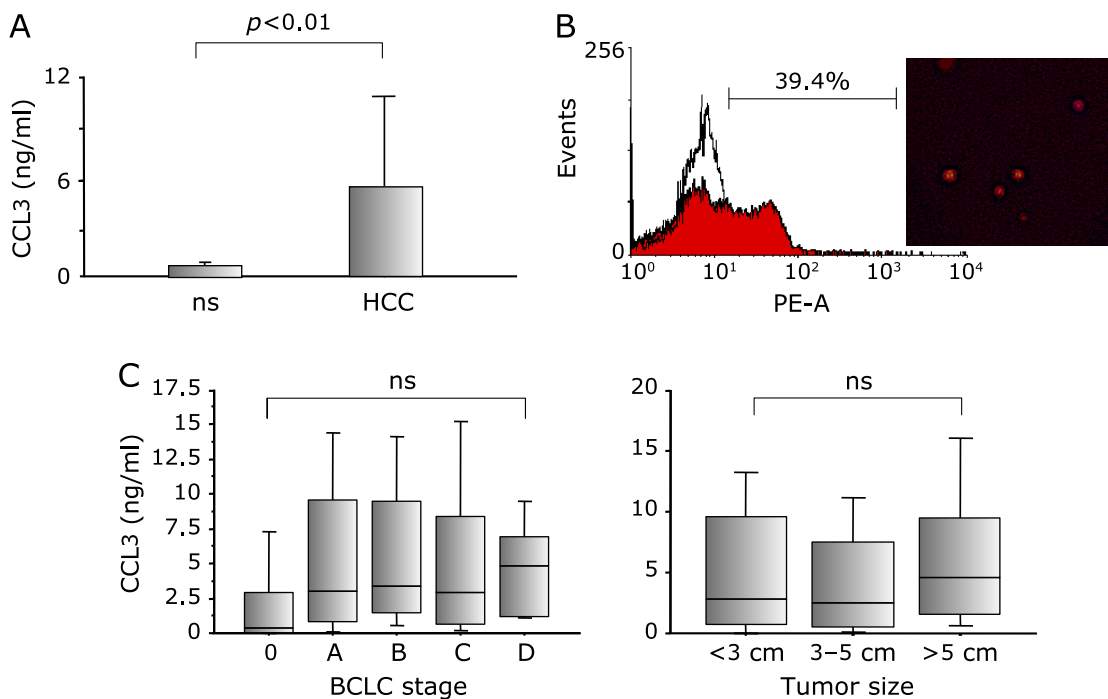 A
p<0.01
12
6
0
CCL3 (ng/ml)
ns
HCC
B
256
0
Events
39.4%
10⁰
10¹
10²
10³
10⁴
PE-A
C
ns
17.5
15
12.5
10
7.5
5
2.5
0
CCL3 (ng/ml)
0
A
B
C
D
BCLC stage
ns
20
15
10
5
0
<3 cm
3–5 cm
>5 cm
Tumor size